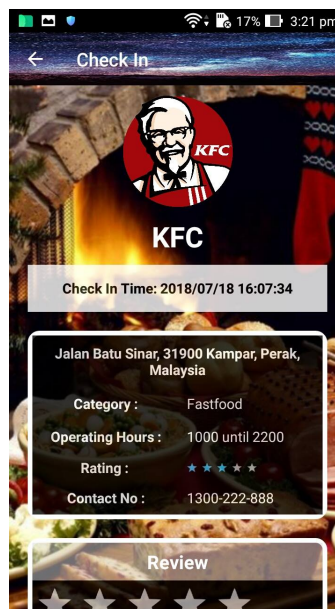 17% 3:21 pm
Check In
KFC
KFC
Check In Time: 2018/07/18 16:07:34
Jalan Batu Sinar, 31900 Kampar, Perak,
Malaysia
Category : Fastfood
Operating Hours : 1000 until 2200
Rating :
Contact No : 1300-222-888
Review